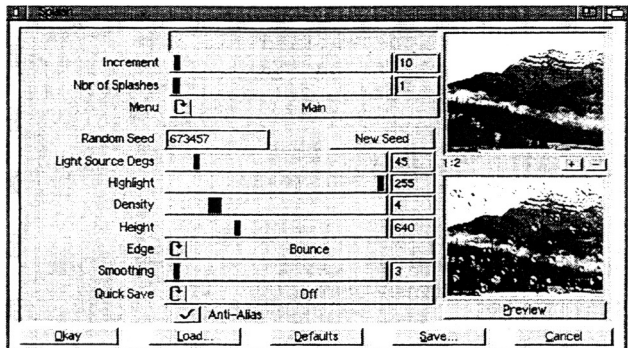 Increment 10
Nbr of Splashes 1
Menu Main
Random Seed 673457 New Seed
Light Source Degs 45 1:2 + -
Highlight 255
Density 4
Height 640
Edge Bounce
Smoothing 3
Quick Save Off Preview
Anti-Alias
Okay Load... Defaults Save... Cancel